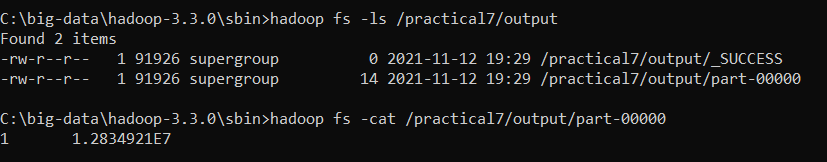 C:\big-data\hadoop-3.3.0\sbin>hadoop fs -ls /practical7/output
Found 2 items
-rw-r--r--   1 91926 supergroup          0 2021-11-12 19:29 /practical7/output/_SUCCESS
-rw-r--r--   1 91926 supergroup         14 2021-11-12 19:29 /practical7/output/part-00000
C:\big-data\hadoop-3.3.0\sbin>hadoop fs -cat /practical7/output/part-00000
1       1.2834921E7